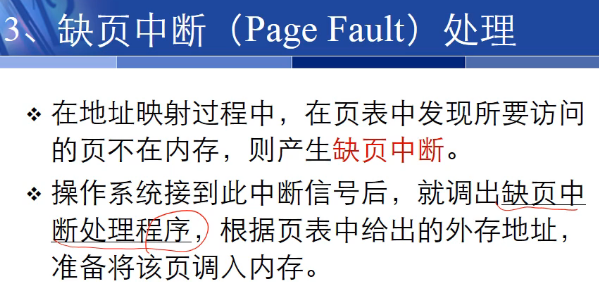 3、缺页中断（Page Fault）处理
❖ 在地址映射过程中，在页表中发现所要访问
的页不在内存，则产生缺页中断。
❖ 操作系统接到此中断信号后，就调出缺页中
断处理程序，根据页表中给出的外存地址，
准备将该页调入内存。